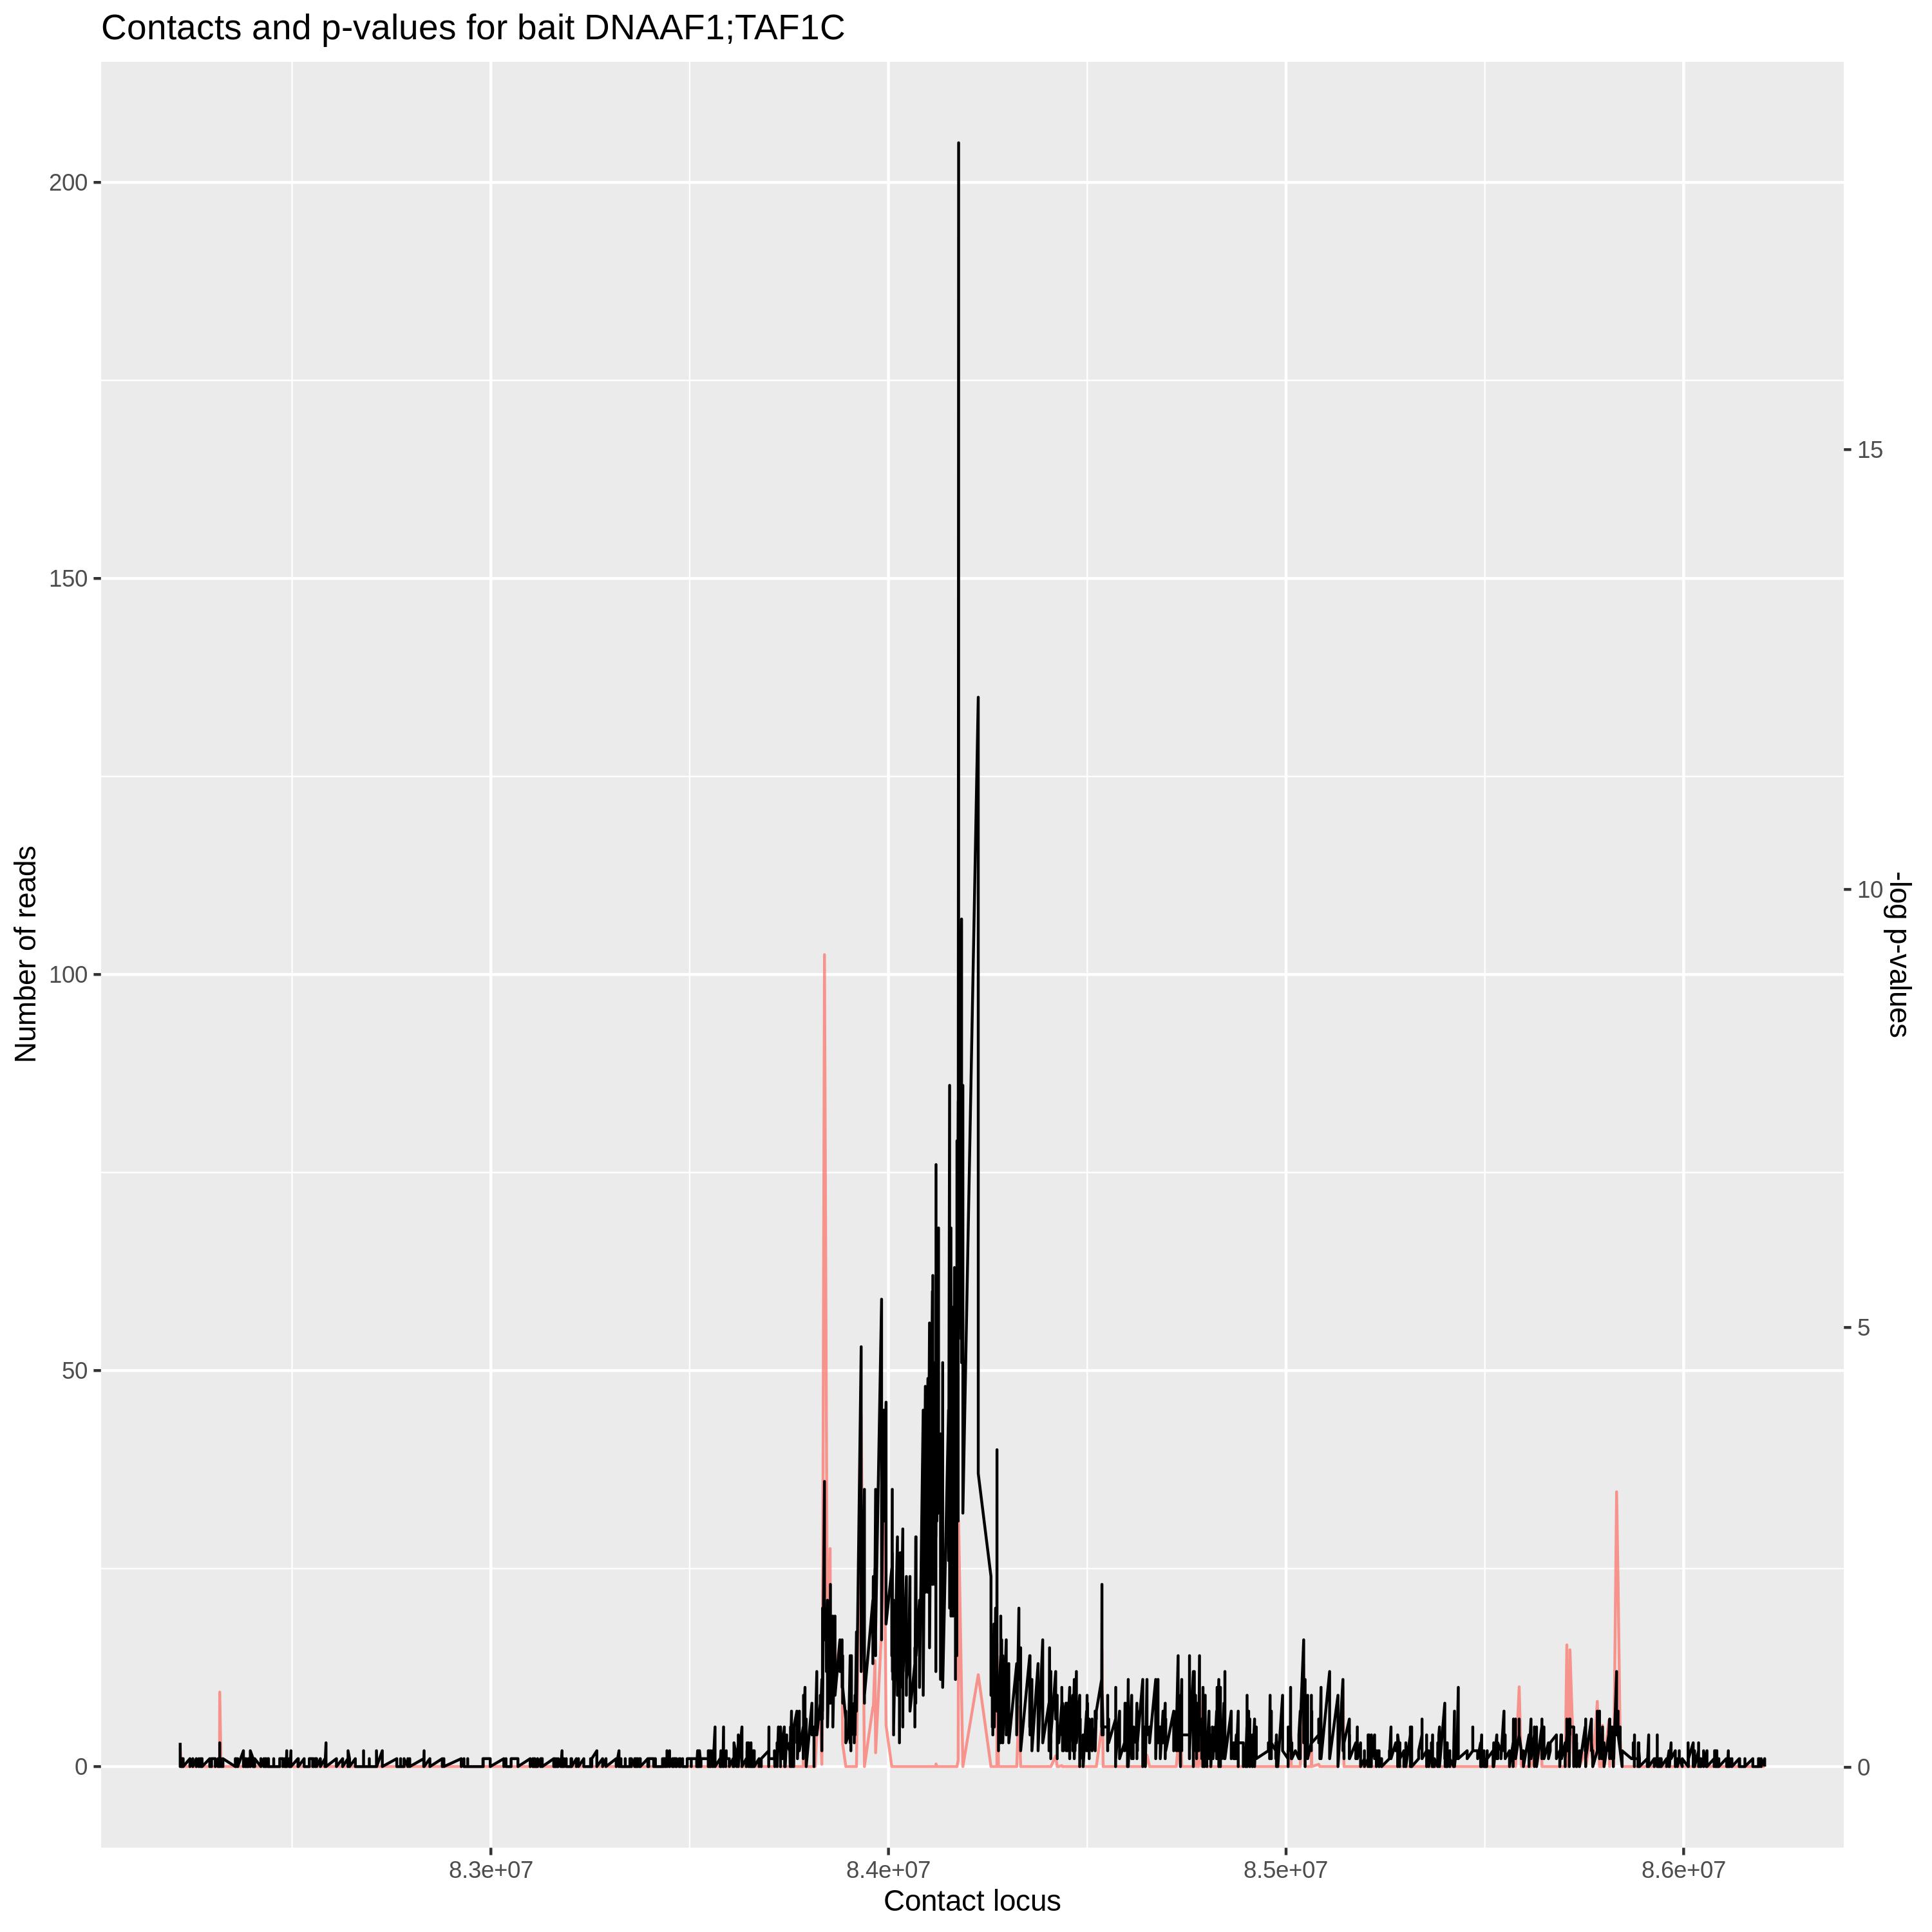 Contacts and p-values for bait DNAAF1;TAF1C
200
150
100
50
0
Number of reads
15
10
5
0
-log p-values
8.3e+07
8.4e+07
8.5e+07
8.6e+07
Contact locus